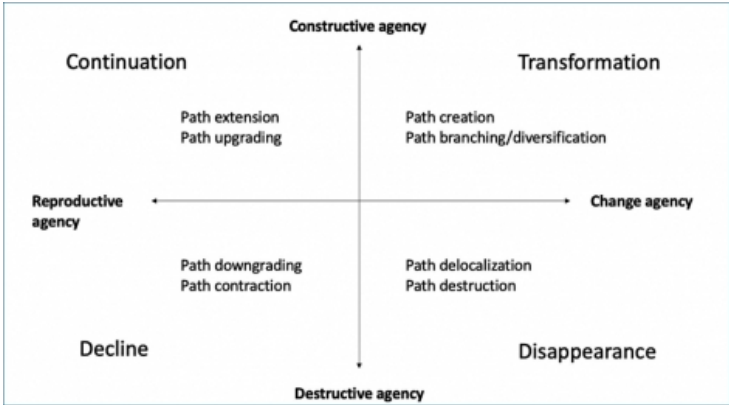 Constructive agency
Continuation
Transformation
Path extension
Path upgrading
Path creation
Path branching/diversification
Reproductive
agency
Change agency
Path downgrading
Path contraction
Path delocalization
Path destruction
Decline
Disappearance
Destructive agency